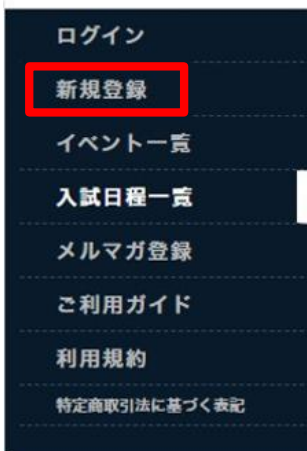 ログイン
新規登録
イベント一覧
入試日程一覧
メルマガ登録
ご利用ガイド
利用規約
特定商取引法に基づく表記